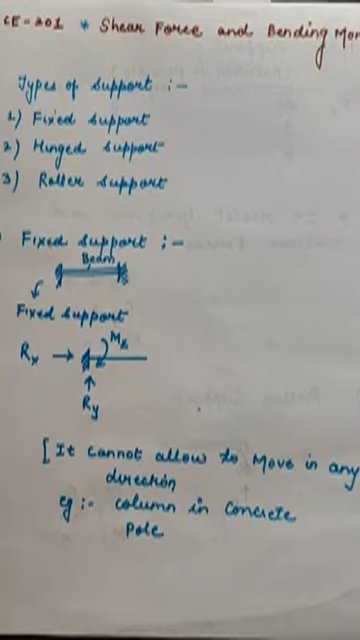 CE-201 * Shear Force and Bending Mom
Types of Support :-
1) Fixed support
2) Hinged support
3) Roller support
Fixed support :-
Beam
Fixed support
Rx → Mz
Ry
[It cannot allow to Move in any
direction
eg :- column in concrete
pole